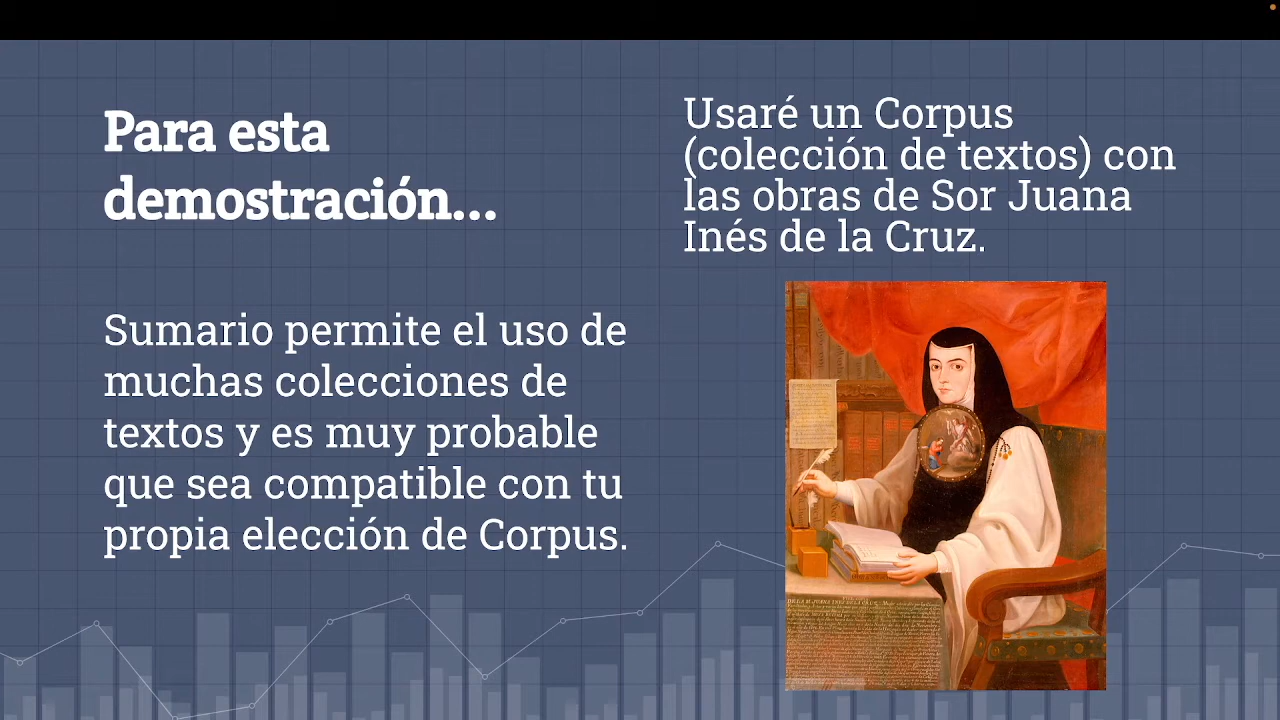 Para esta
demostración...
Sumario permite el uso de
muchas colecciones de
textos y es muy probable
que sea compatible con tu
propia elección de Corpus.
Usaré un Corpus
(colección de textos) con
las obras de Sor Juana
Inés de la Cruz.